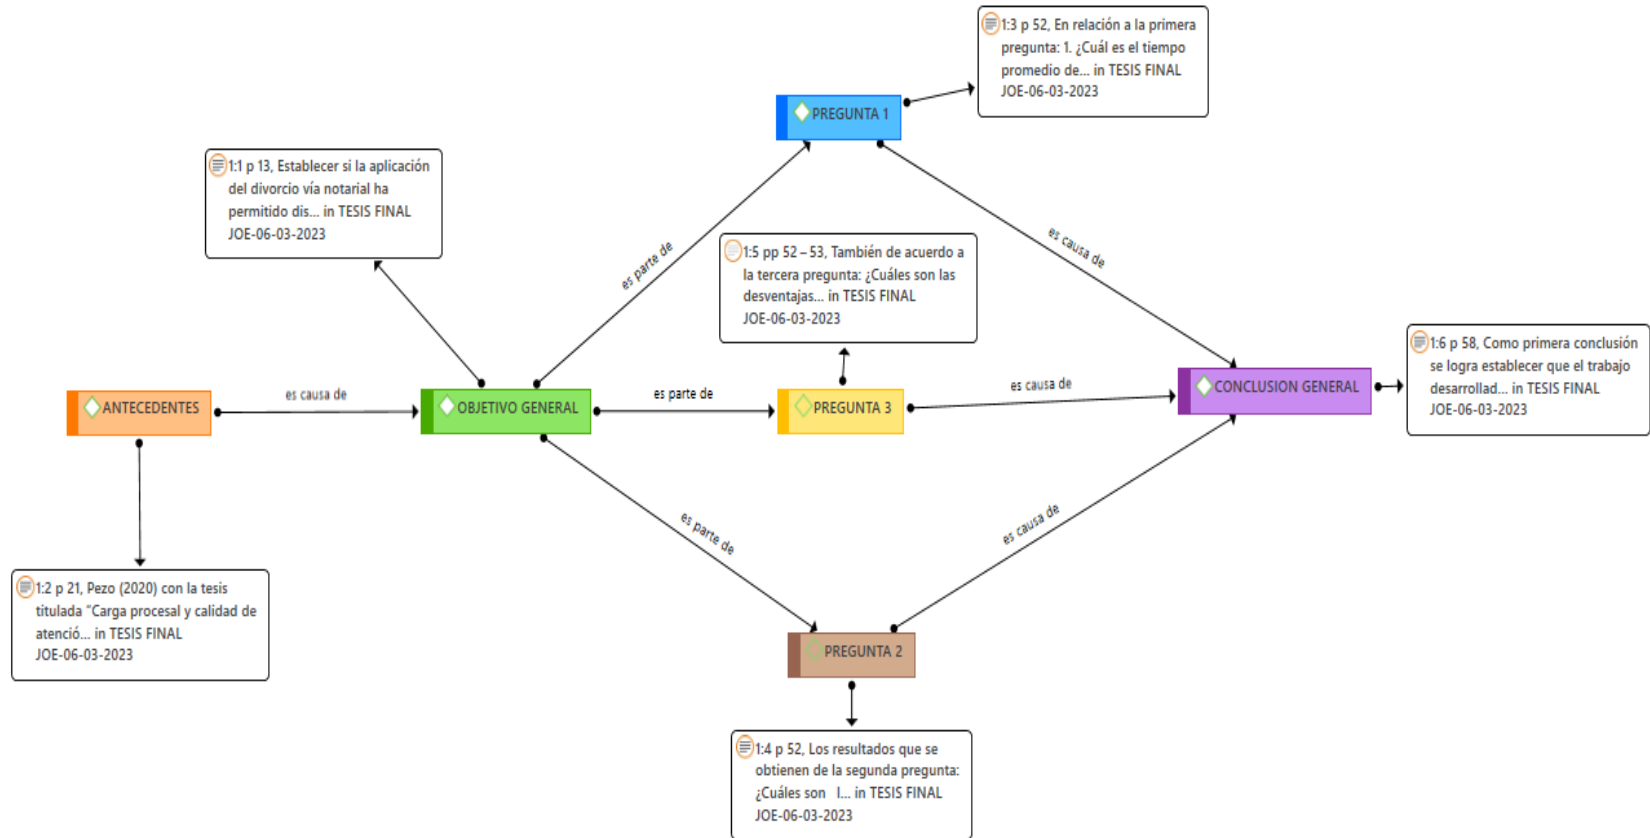 1:3 p 52, En relación a la primera
pregunta: 1. ¿Cuál es el tiempo
promedio de... in TESIS FINAL
JOE-06-03-2023
PREGUNTA 1
1:1 p 13, Establecer si la aplicación
del divorcio vía notarial ha
permitido dis... in TESIS FINAL
JOE-06-03-2023
es parte de
es causa de
1:5 pp 52 – 53, También de acuerdo a
la tercera pregunta: ¿Cuáles son las
desventajas... in TESIS FINAL
JOE-06-03-2023
ANTECEDENTES
es causa de
OBJETIVO GENERAL
es parte de
PREGUNTA 3
es causa de
CONCLUSION GENERAL
1:6 p 58, Como primera conclusión
se logra establecer que el trabajo
desarrollad... in TESIS FINAL
JOE-06-03-2023
es parte de
es causa de
1:2 p 21, Pezo (2020) con la tesis
titulada "Carga procesal y calidad de
atenció... in TESIS FINAL
JOE-06-03-2023
PREGUNTA 2
1:4 p 52, Los resultados que se
obtienen de la segunda pregunta:
¿Cuáles son l... in TESIS FINAL
JOE-06-03-2023